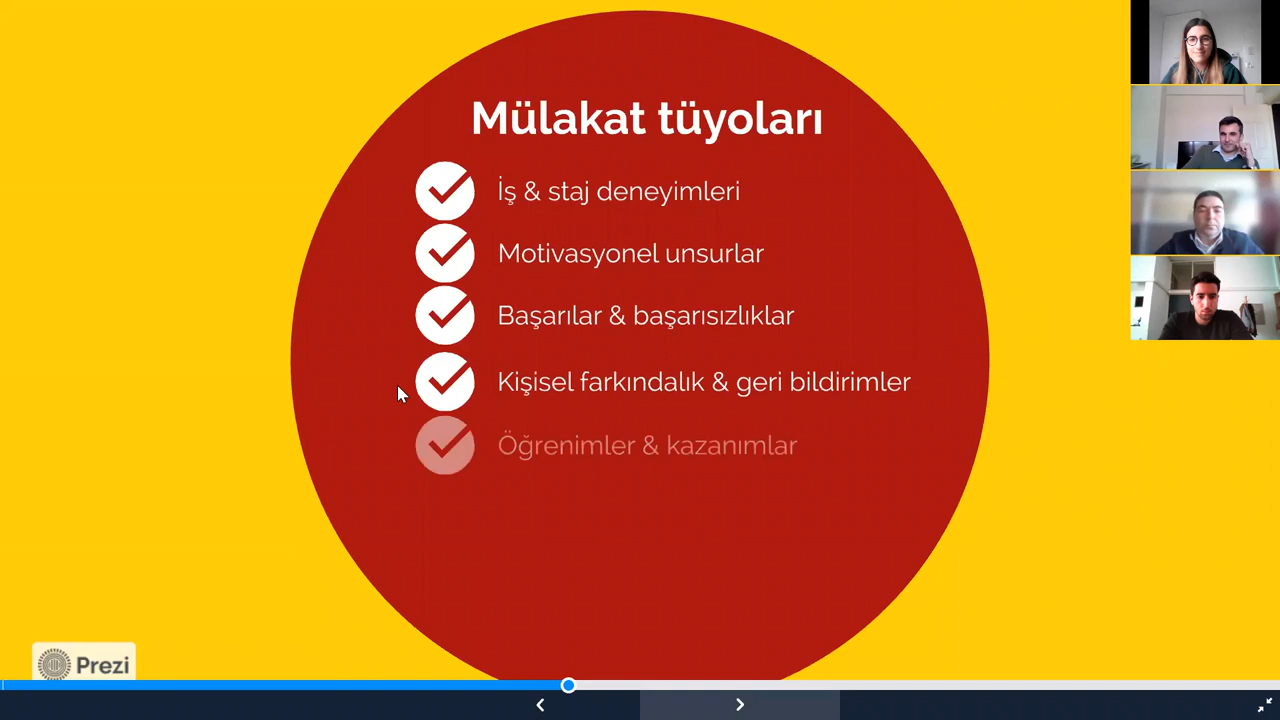 Mülakat tüyoları
İş & staj deneyimleri
Motivasyonel unsurlar
Başarılar & başarısızlıklar
Kişisel farkındalık & geri bildirimler
Öğrenimler & kazanımlar
Prezi